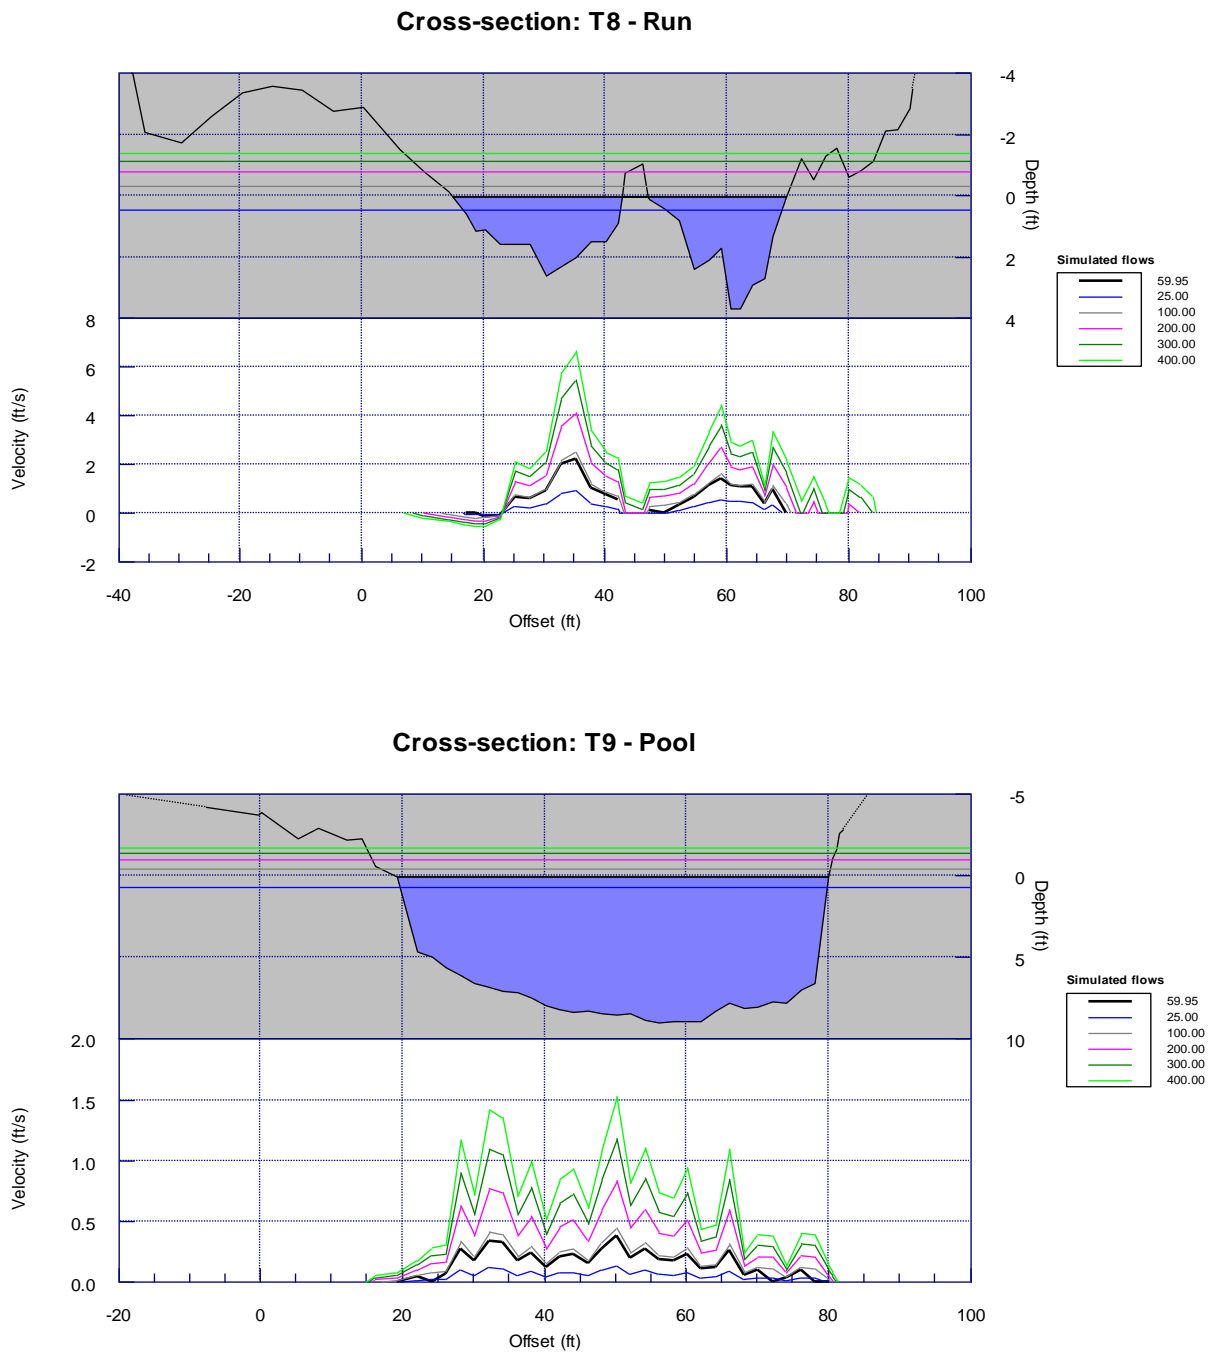 Cross-section: T8 - Run
-4
-2
0
2
4
Depth (ft)
Simulated flows
59.95
25.00
100.00
200.00
300.00
400.00
8
6
4
2
0
-2
Velocity (ft/s)
-40 -20 0 20 40 60 80 100
Offset (ft)
Cross-section: T9 - Pool
-5
0
5
10
Depth (ft)
Simulated flows
59.95
25.00
100.00
200.00
300.00
400.00
2.0
1.5
1.0
0.5
0.0
Velocity (ft/s)
-20 0 20 40 60 80 100
Offset (ft)